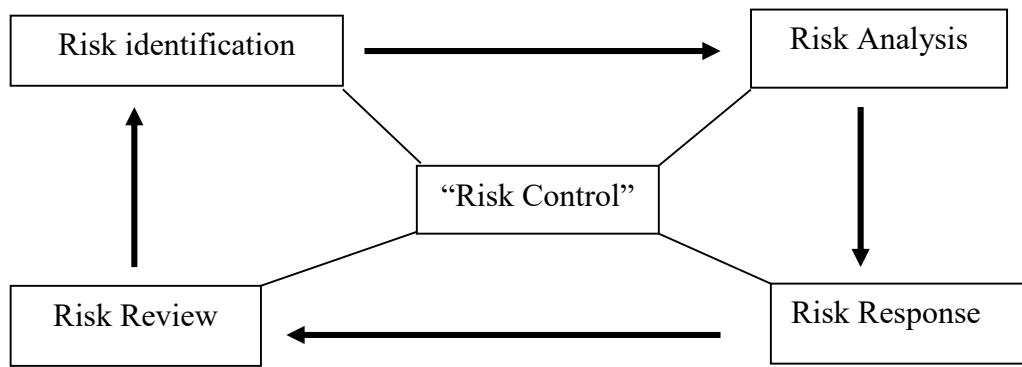 Risk identification
Risk Analysis
“Risk Control”
Risk Review
Risk Response